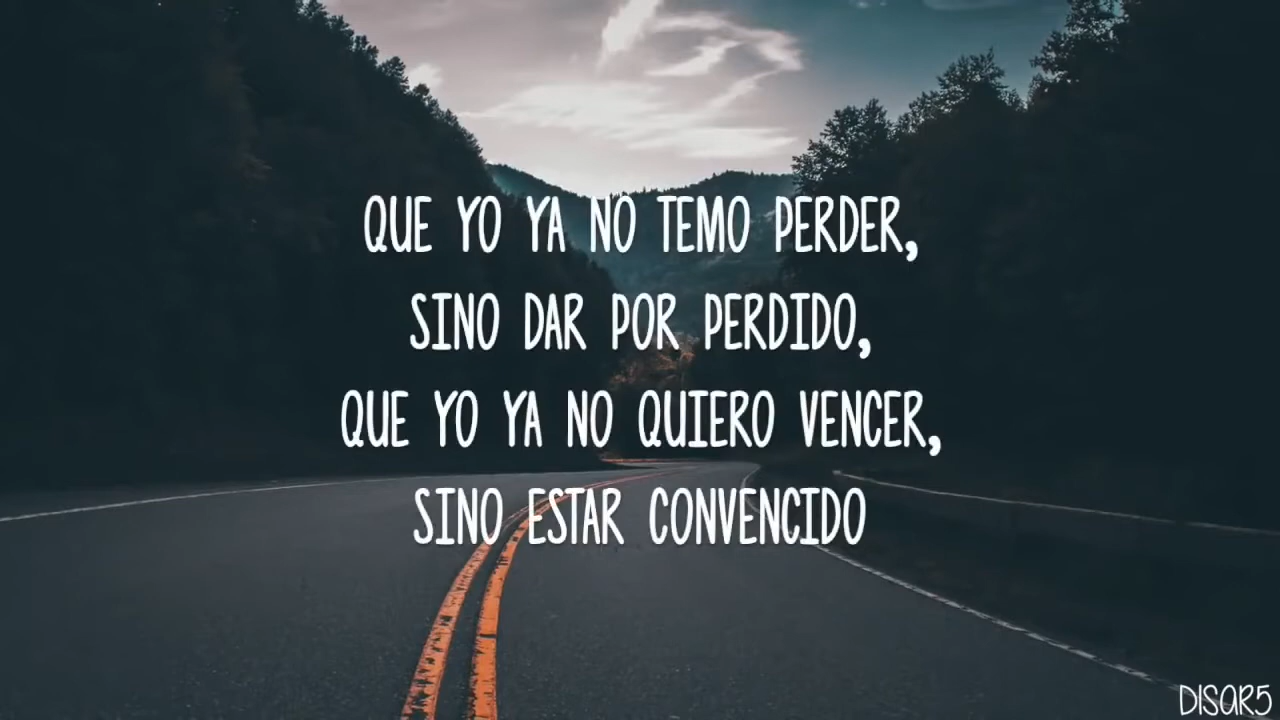 QUE YO YA NO TEMO PERDER,
SINO DAR POR PERDIDO,
QUE YO YA NO QUIERO VENCER,
SINO ESTAR CONVENCIDO
DISAR5